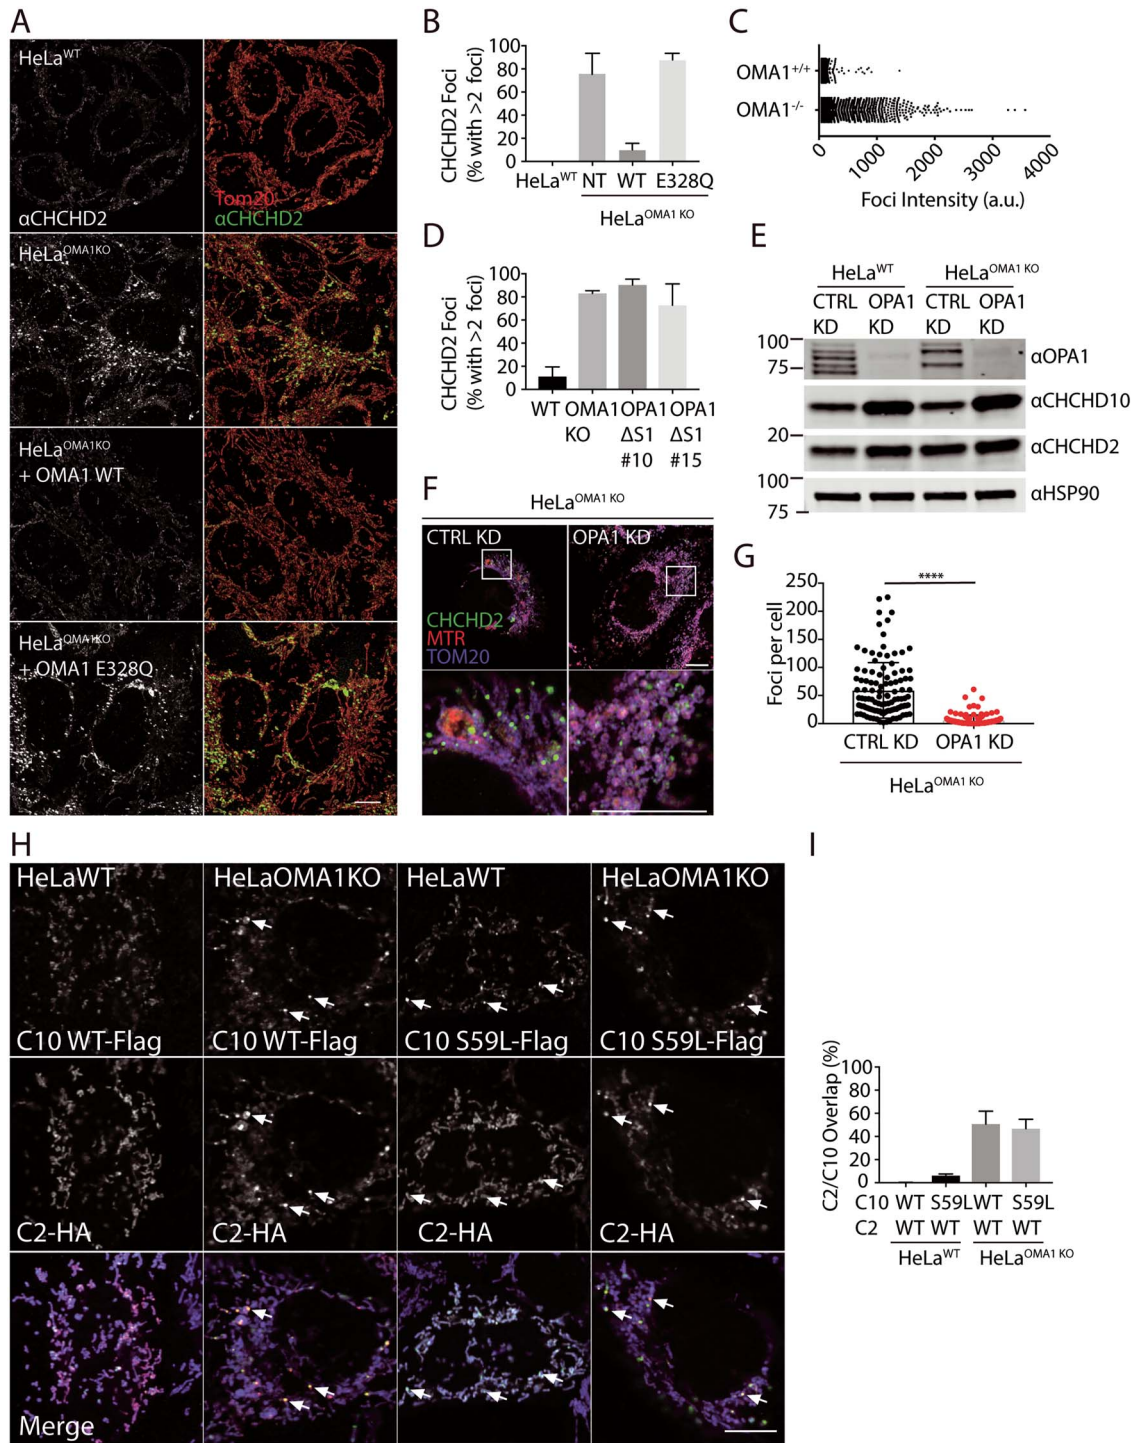 A
HeLaWT
αCHCHD2
Tom20
αCHCHD2
HeLaOMA1KO
HeLaOMA1KO
+ OMA1 WT
HeLaOMA1KO
+ OMA1 E328Q
B
CHCHD2 Foci
(% with >2 foci)
100
80
60
40
20
0
HeLaWT NT WT E328Q
HeLaOMA1 KO
C
OMA1+/+
OMA1-/-
0 1000 2000 3000 4000
Foci Intensity (a.u.)
D
CHCHD2 Foci
(% with >2 foci)
100
80
60
40
20
0
WT OMA1 OPA1 OPA1
KO ΔS1 ΔS1
#10 #15
E
HeLaWT HeLaOMA1 KO
CTRL OPA1 CTRL OPA1
KD KD KD KD
100
75
αOPA1
αCHCHD10
20
αCHCHD2
100
αHSP90
75
F
HeLaOMA1 KO
CTRL KD OPA1 KD
CHCHD2
MTR
TOM20
G
Foci per cell
250
200
150
100
50
0
****
CTRL KD OPA1 KD
HeLaOMA1 KO
H
HeLaWT HeLaOMA1KO HeLaWT HeLaOMA1KO
C10 WT-Flag C10 WT-Flag C10 S59L-Flag C10 S59L-Flag
C2-HA C2-HA C2-HA C2-HA
Merge
I
C2/C10 Overlap (%)
100
80
60
40
20
0
C10 WT S59L WT S59L
C2 WT WT WT WT
HeLaWT HeLaOMA1 KO